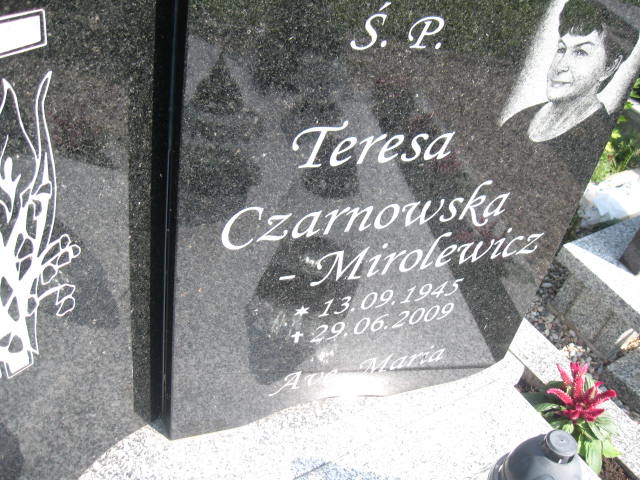 Ś. P.
Teresa
Czarnowska
- Mirolewicz
* 13.09.1945
✝ 29.06.2009
Ave Maria